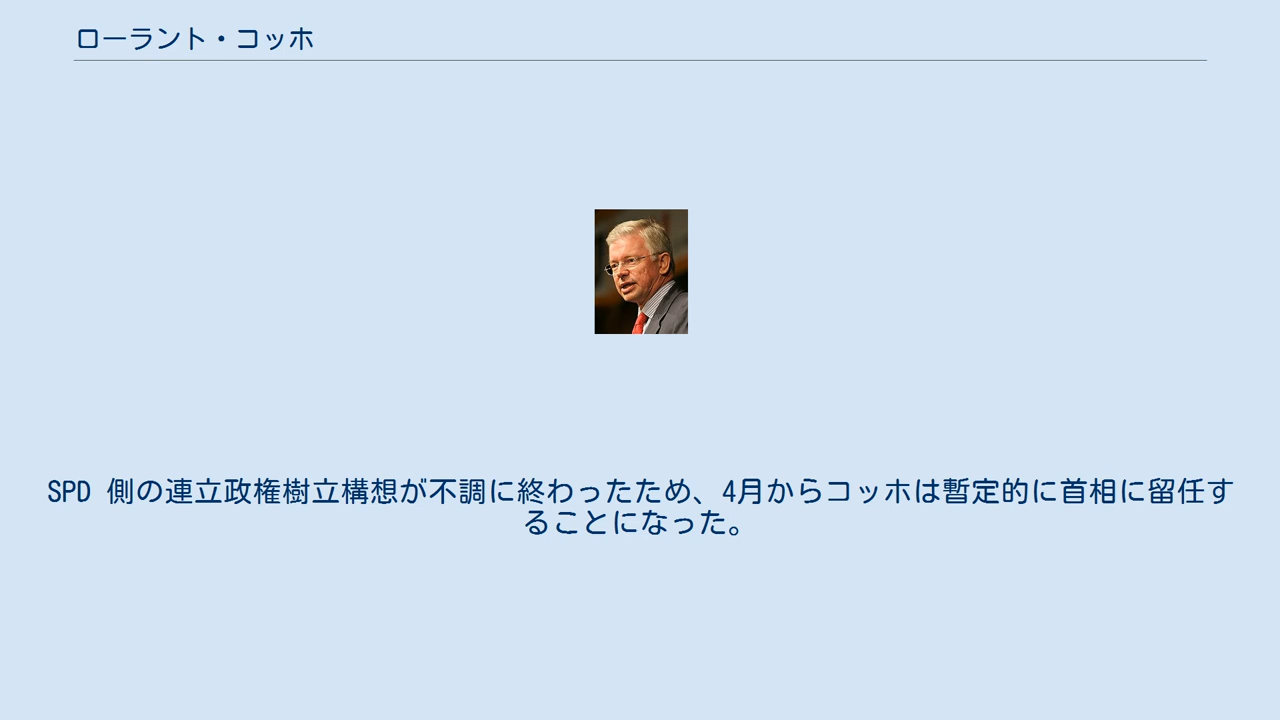 ローラント・コッホ
SPD 側の連立政権樹立構想が不調に終わったため、4月からコッホは暫定的に首相に留任す
ることになった。